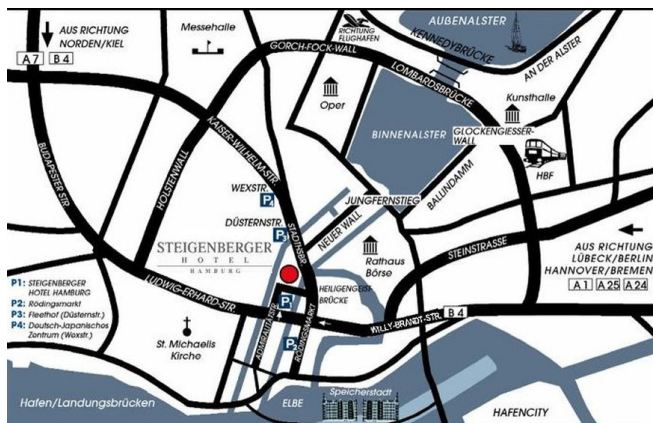 AUS RICHTUNG
NORDEN/KIEL
A7 B4
Messehalle
RICHTUNG
FLUGHAFEN
AUßENALSTER
KENNEDYBRÜCKE
AN DER ALSTER
GORCH-FOCK-WALL
LOMBARDSBRÜCKE
Oper
Kunsthalle
BINNENALSTER
GLOCKENGIESSER-
WALL
HBF
KAISER-WILHELM-STR.
HOLSTENWALL
BUDAPESTER STR.
WEXSTR.
P4
JUNGFERNSTIEG
BALLINDAMM
DÜSTERNSTR.
P3
STADTHSBR.
NEUER WALL
STEIGENBERGER
HOTEL
HAMBURG
Rathaus
Börse
STEINSTRASSE
AUS RICHTUNG
LÜBECK/BERLIN
HANNOVER/BREMEN
A1 A25 A24
P1: STEIGENBERGER
HOTEL HAMBURG
P2: Rödingsmarkt
P3: Fleethof (Düsternstr.)
P4: Deutsch-Japanisches
Zentrum (Wexstr.)
LUDWIG-ERHARD-STR.
HEILIGENGEIST-
BRÜCKE
P1
WILLY-BRANDT-STR. B4
St. Michaelis
Kirche
ADMIRALITÄTSTR.
P2
RÖDINGSMARKT
Hafen/Landungsbrücken
ELBE
Speicherstadt
HAFENCITY